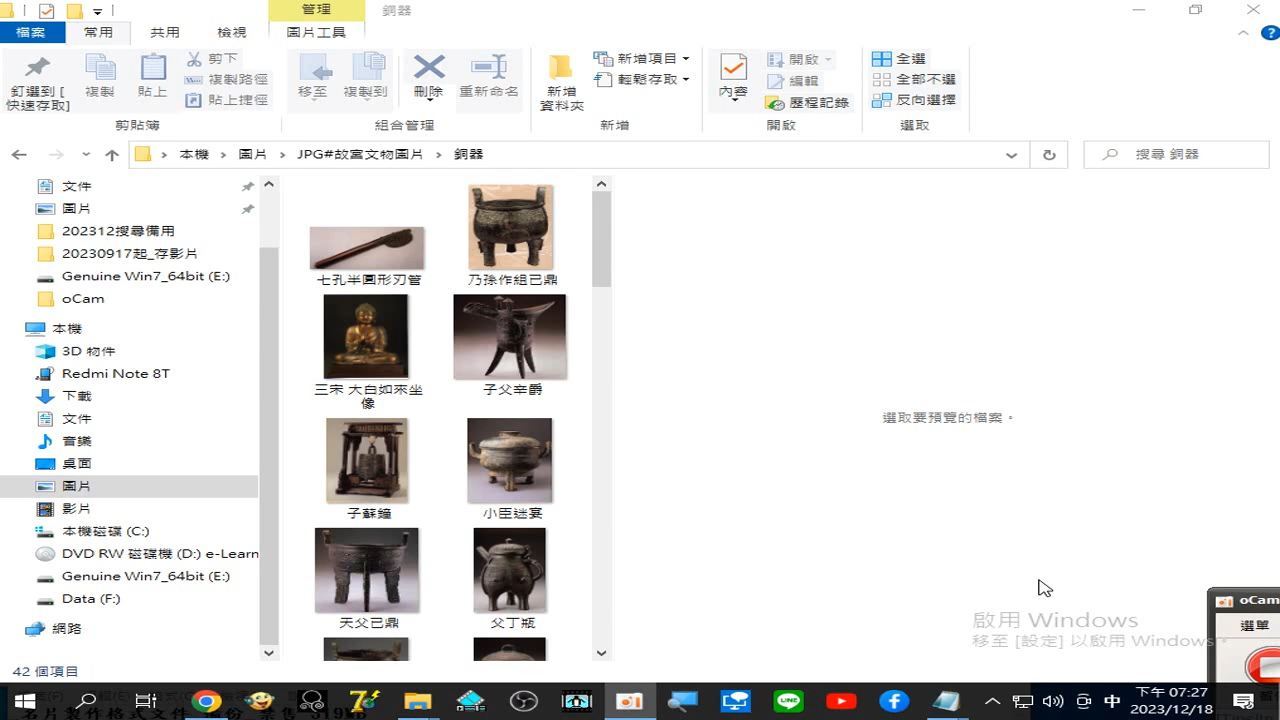 管理
銅器
檔案
常用
共用
檢視
圖片工具
釘選到 [
快速存取]
複製
貼上
剪下
複製路徑
貼上捷徑
剪貼簿
移至
複製到
刪除
重新命名
組合管理
新增
資料夾
新增項目
輕鬆存取
新增
內容
開啟
編輯
歷程記錄
開啟
全選
全部不選
反向選擇
選取
本機 › 圖片 › JPG#故宮文物圖片 › 銅器
搜尋 銅器
文件
圖片
202312搜尋備用
20230917起_存影片
Genuine Win7_64bit (E:)
oCam
本機
3D 物件
Redmi Note 8T
下載
文件
音樂
桌面
圖片
影片
本機磁碟 (C:)
DVD RW 磁碟機 (D:) e-Learn
Genuine Win7_64bit (E:)
Data (F:)
網路
七孔半圓形刃管
乃孫作組已鼎
三宋 大白如來坐
像
子父辛爵
子蘇鐘
小臣迷宴
天父已鼎
父丁瓶
選取要預覽的檔案。
啟用 Windows
移至 [設定] 以啟用 Windows。
oCam
選單
42 個項目
中
下午 07:27
2023/12/18